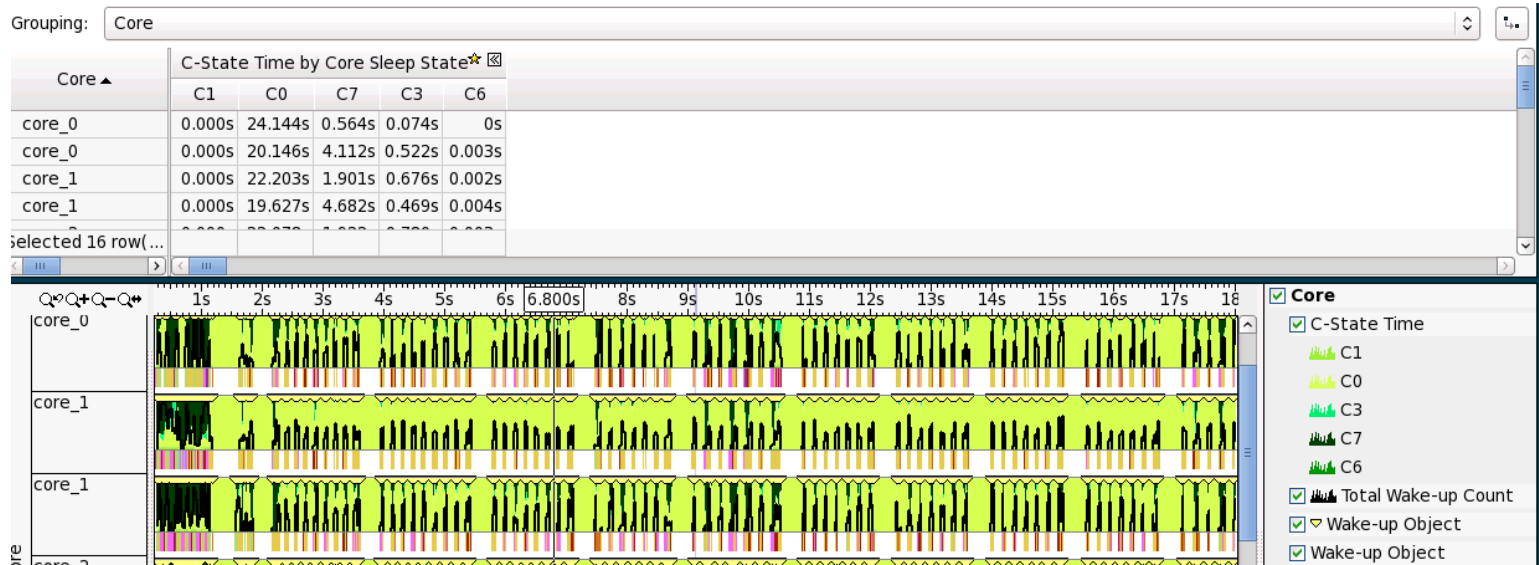 Grouping: Core
Core C-State Time by Core Sleep State
C1 C0 C7 C3 C6
core_0 0.000s 24.144s 0.564s 0.074s 0s
core_0 0.000s 20.146s 4.112s 0.522s 0.003s
core_1 0.000s 22.203s 1.901s 0.676s 0.002s
core_1 0.000s 19.627s 4.682s 0.469s 0.004s
Selected 16 row(...
1s 2s 3s 4s 5s 6s 6.800s 8s 9s 10s 11s 12s 13s 14s 15s 16s 17s 18
core_0
core_1
core_1
Core
C-State Time
C1
C0
C3
C7
C6
Total Wake-up Count
Wake-up Object
Wake-up Object